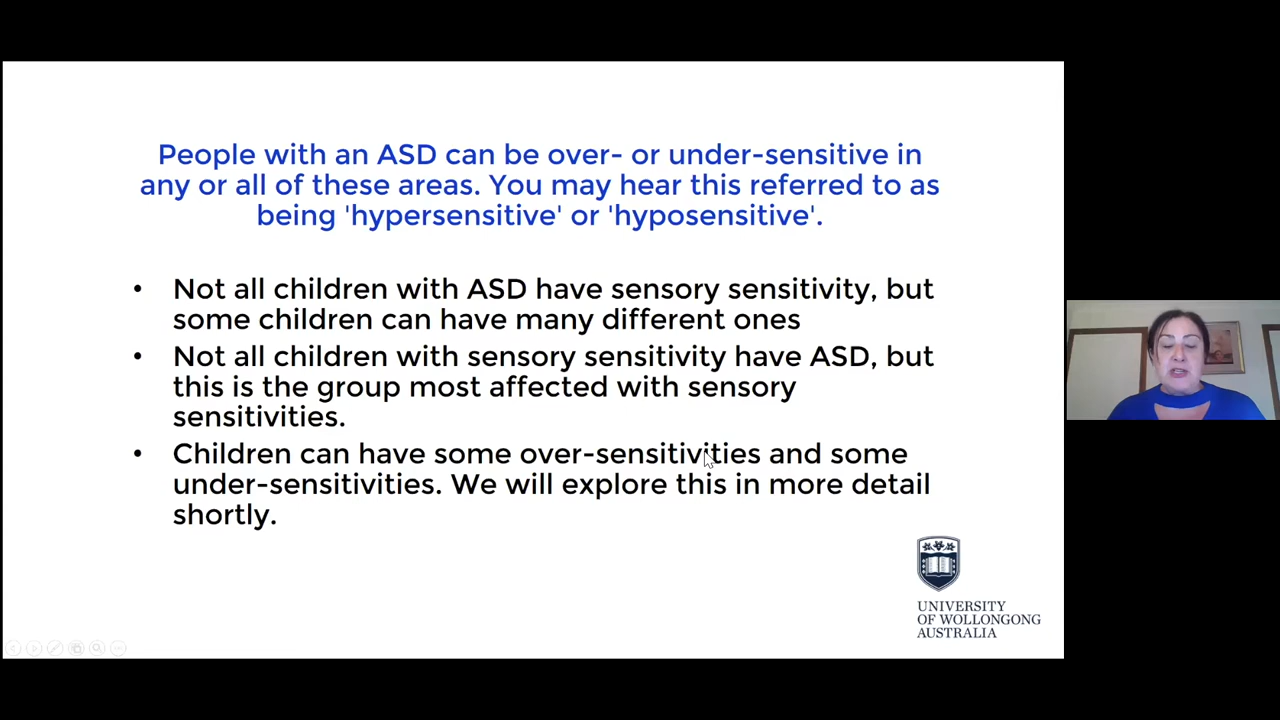 People with an ASD can be over- or under-sensitive in
any or all of these areas. You may hear this referred to as
being 'hypersensitive' or 'hyposensitive'.
• Not all children with ASD have sensory sensitivity, but
some children can have many different ones
• Not all children with sensory sensitivity have ASD, but
this is the group most affected with sensory
sensitivities.
• Children can have some over-sensitivities and some
under-sensitivities. We will explore this in more detail
shortly.
UNIVERSITY
OF WOLLONGONG
AUSTRALIA